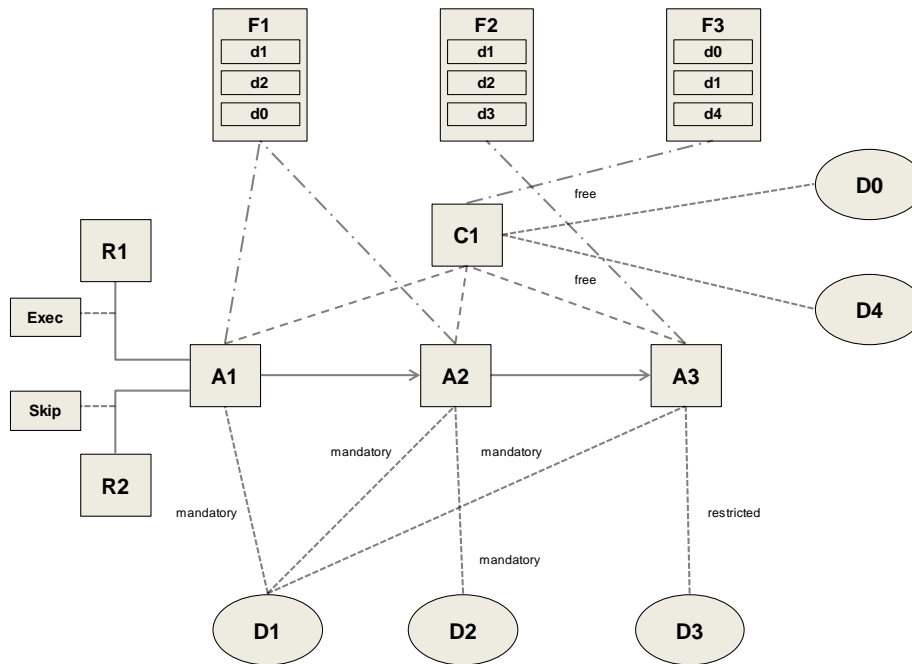 F1
d1
d2
d0
F2
d1
d2
d3
F3
d0
d1
d4
free
D0
C1
R1
free
D4
Exec
A1
A2
A3
Skip
mandatory
mandatory
R2
mandatory
restricted
mandatory
D1
D2
D3